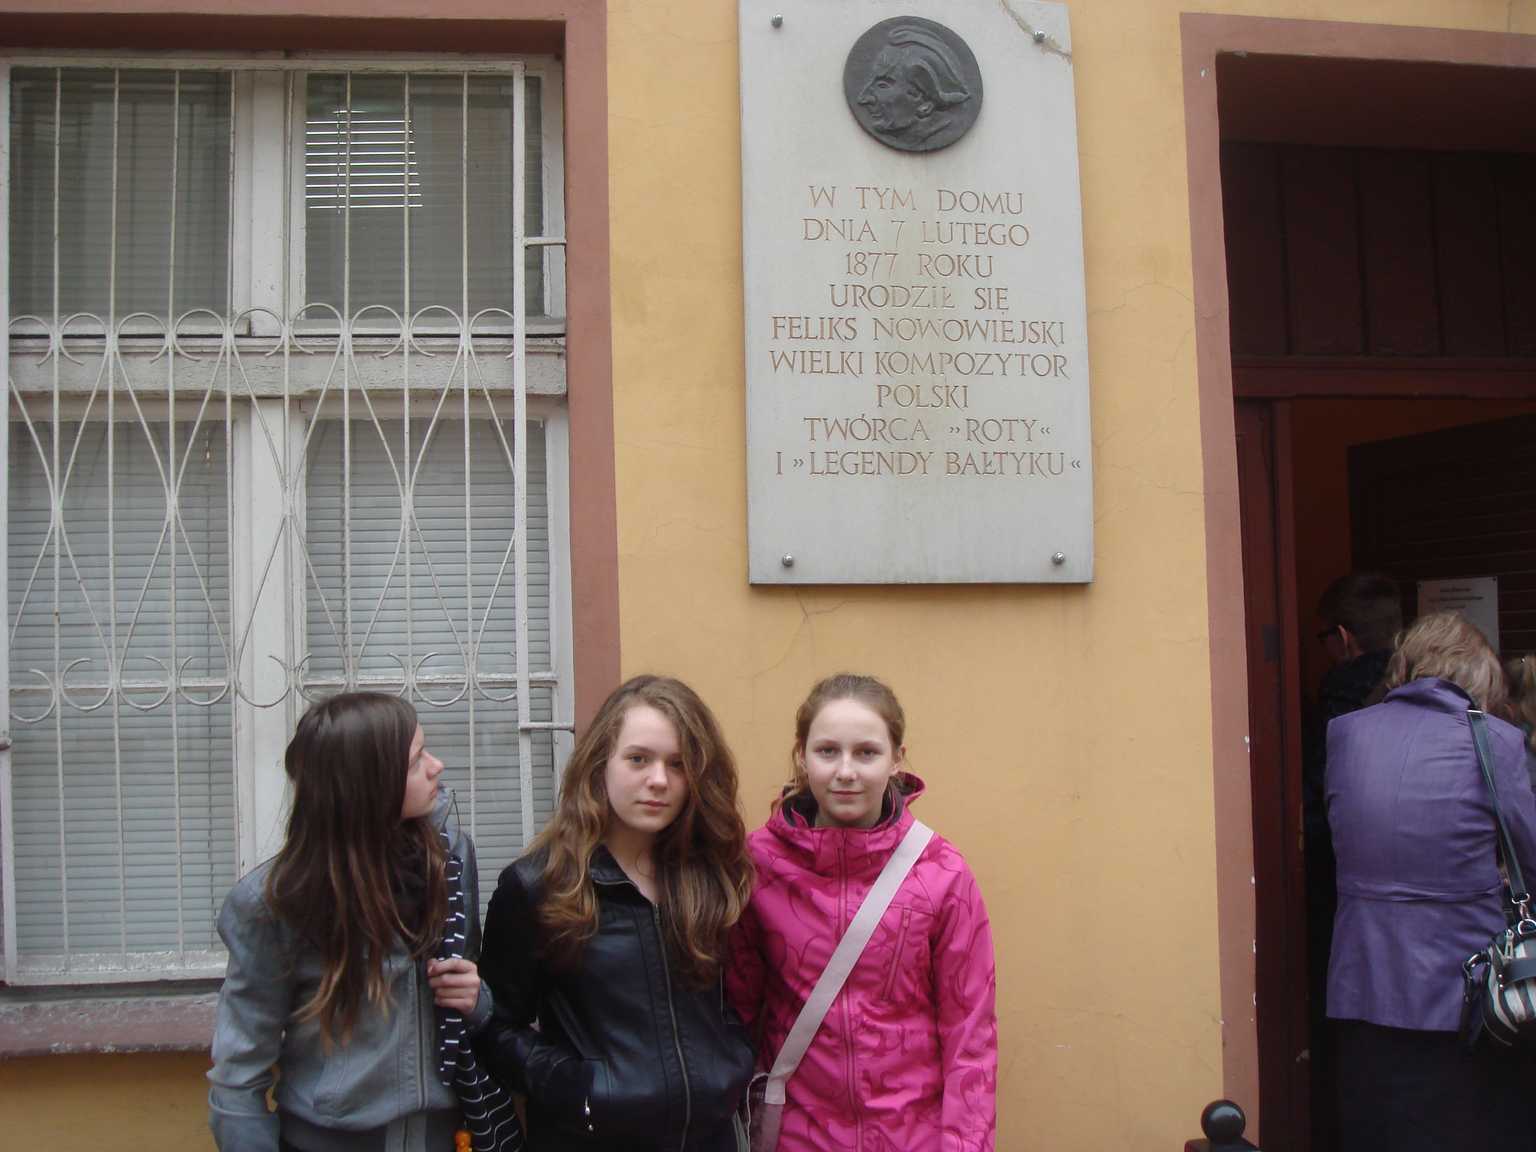 W TYM DOMU
DNIA 7 LUTEGO
1877 ROKU
URODZIŁ SIĘ
FELIKS NOWOWIEJSKI
WIELKI KOMPOZYTOR
POLSKI
TWÓRCA »ROTY«
I »LEGENDY BAŁTYKU«